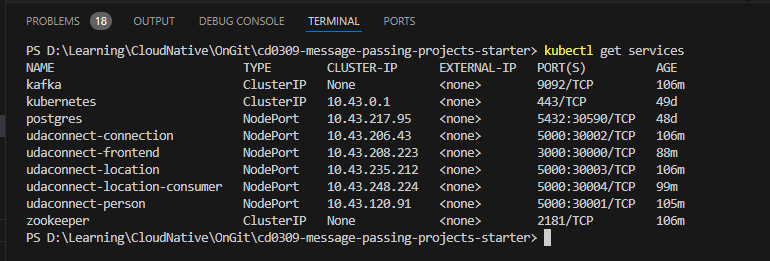 PROBLEMS 18 OUTPUT DEBUG CONSOLE TERMINAL PORTS
PS D:\Learning\CloudNative\OnGit\cd0309-message-passing-projects-starter> kubectl get services
NAME TYPE CLUSTER-IP EXTERNAL-IP PORT(S) AGE
kafka ClusterIP None <none> 9092/TCP 106m
kubernetes ClusterIP 10.43.0.1 <none> 443/TCP 49d
postgres NodePort 10.43.217.95 <none> 5432:30590/TCP 48d
udaconnect-connection NodePort 10.43.206.43 <none> 5000:30002/TCP 106m
udaconnect-frontend NodePort 10.43.208.223 <none> 3000:30000/TCP 88m
udaconnect-location NodePort 10.43.235.212 <none> 5000:30003/TCP 106m
udaconnect-location-consumer NodePort 10.43.248.224 <none> 5000:30004/TCP 99m
udaconnect-person NodePort 10.43.120.91 <none> 5000:30001/TCP 105m
zookeeper ClusterIP None <none> 2181/TCP 106m
PS D:\Learning\CloudNative\OnGit\cd0309-message-passing-projects-starter>